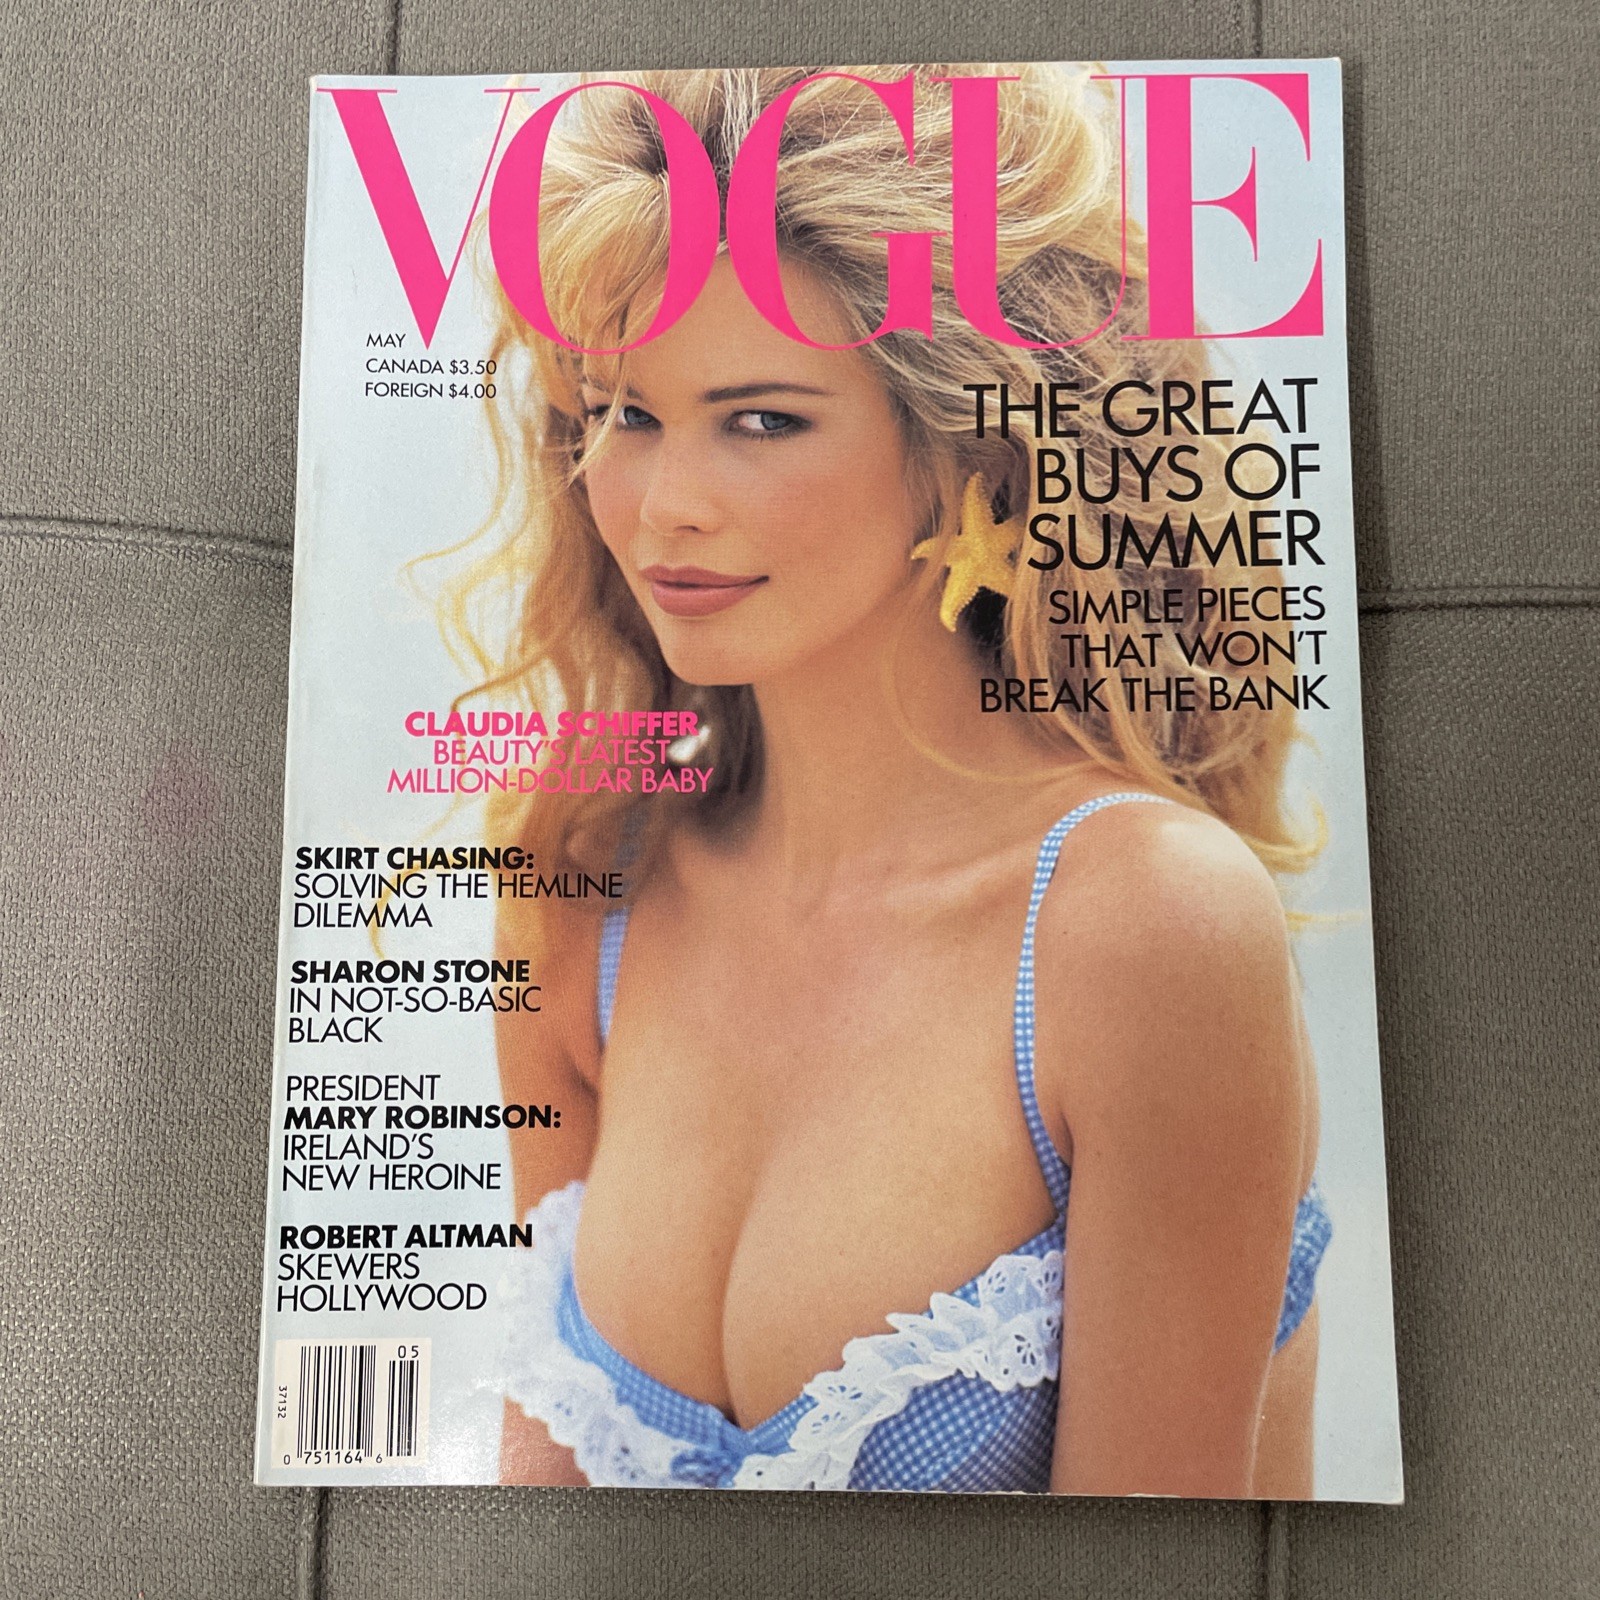 VOGUE
MAY
CANADA $3.50
FOREIGN $4.00
THE GREAT
BUYS OF
SUMMER
SIMPLE PIECES
THAT WON'T
BREAK THE BANK
CLAUDIA SCHIFFER
BEAUTY'S LATEST
MILLION-DOLLAR BABY
SKIRT CHASING:
SOLVING THE HEMLINE
DILEMMA
SHARON STONE
IN NOT-SO-BASIC
BLACK
PRESIDENT
MARY ROBINSON:
IRELAND'S
NEW HEROINE
ROBERT ALTMAN
SKEWERS
HOLLYWOOD
05
37132
0 751164 6